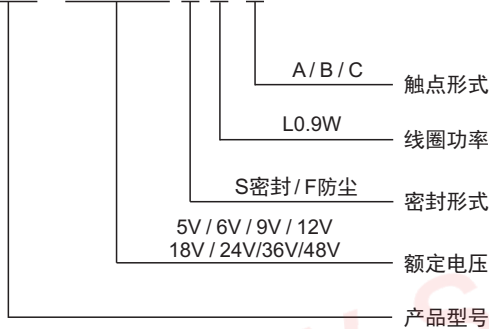 A / B / C
触点形式
L0.9W
线圈功率
S密封 / F防尘
密封形式
5V / 6V / 9V / 12V
18V / 24V/36V/48V
额定电压
产品型号